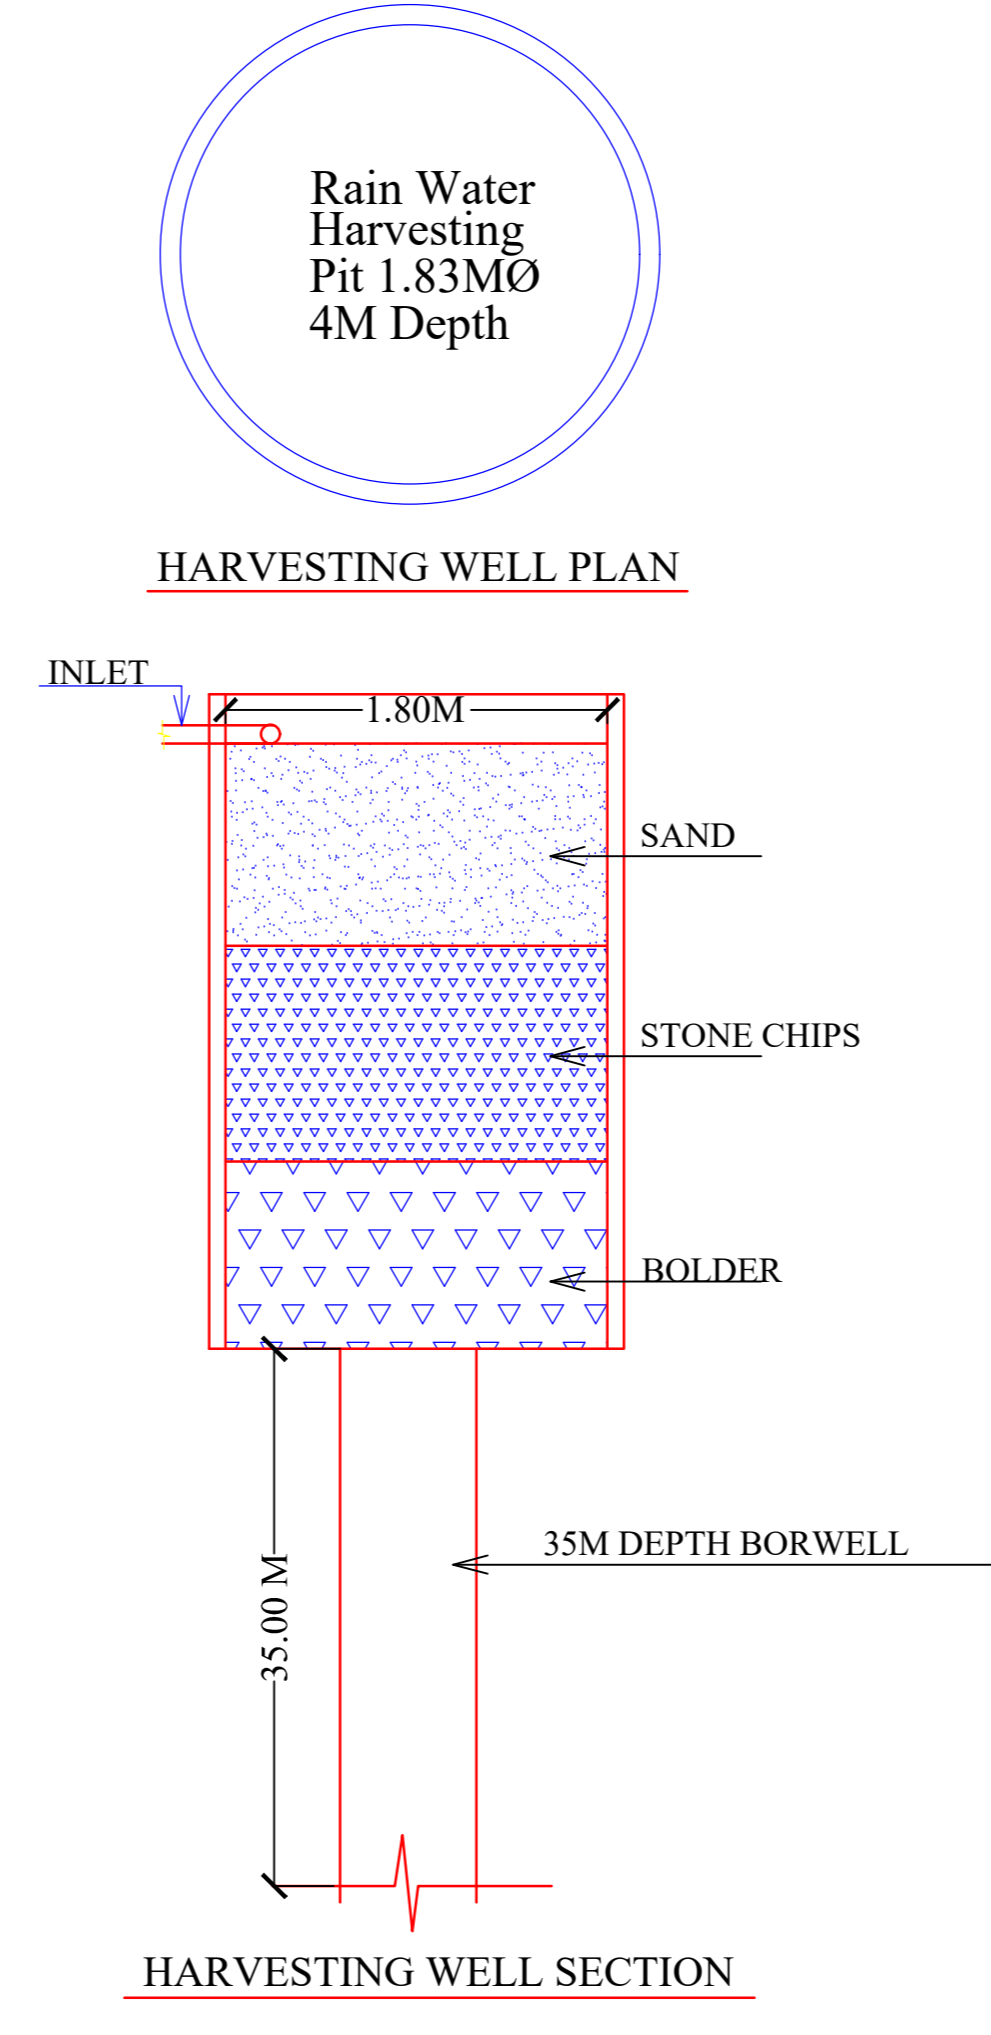 Rain Water
Harvesting
Pit 1.83MØ
4M Depth
HARVESTING WELL PLAN
INLET
1.80M
SAND
STONE CHIPS
BOLDER
35M DEPTH BORWELL
35.00 M
HARVESTING WELL SECTION